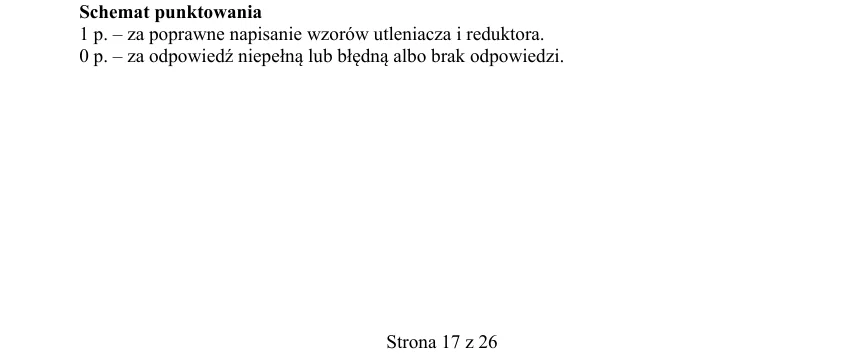 Schemat punktowania
1 p. – za poprawne napisanie wzorów utleniacza i reduktora.
0 p. – za odpowiedź niepełną lub błędną albo brak odpowiedzi.
Strona 17 z 26